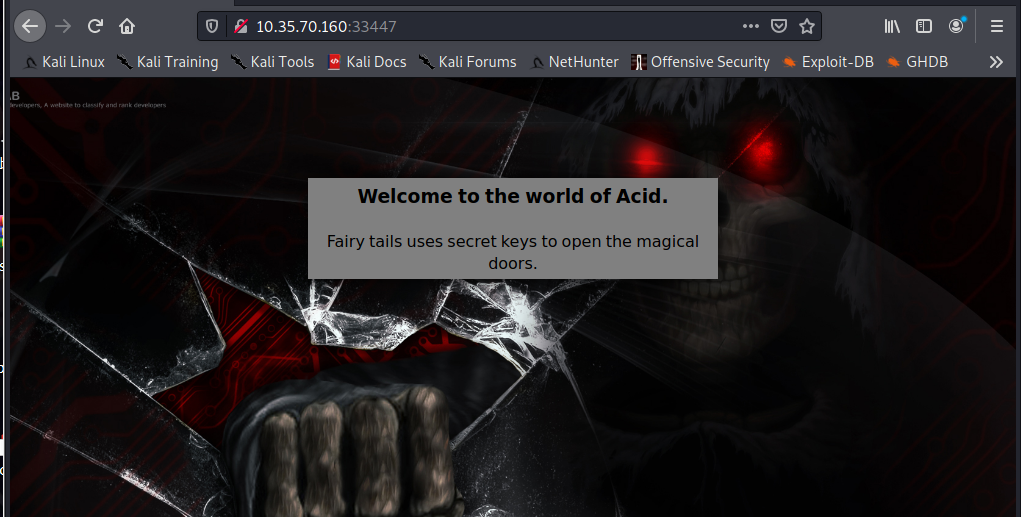 10.35.70.160:33447
Kali Linux Kali Training Kali Tools Kali Docs Kali Forums NetHunter Offensive Security Exploit-DB GHDB
AB
evelopers, A website to classify and rank developers
Welcome to the world of Acid.
Fairy tails uses secret keys to open the magical
doors.